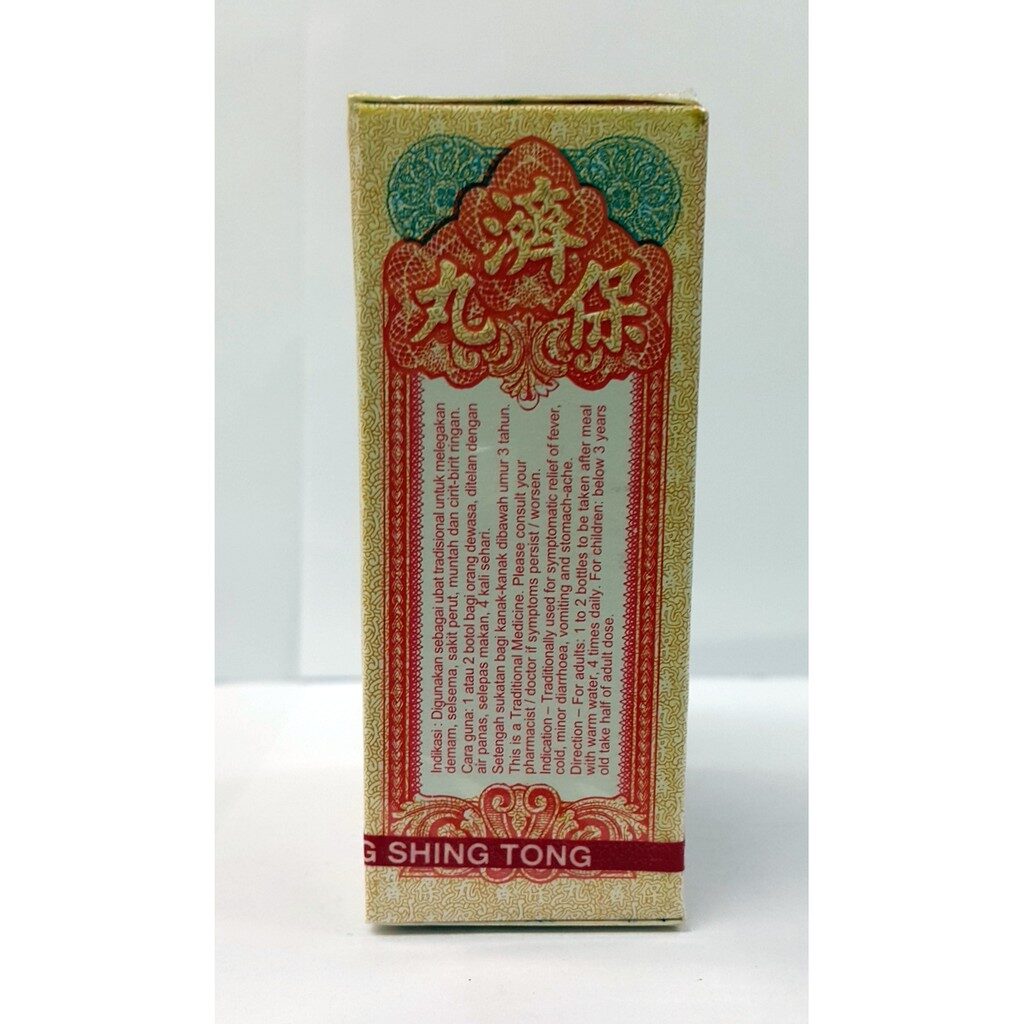 保濟丸
Indikasi : Digunakan sebagai ubat tradisional untuk melegakan
demam, selsema, sakit perut, muntah dan cirit-birit ringan.
Cara guna: 1 atau 2 botol bagi orang dewasa, ditelan dengan
air panas, selepas makan, 4 kali sehari.
Setengah sukatan bagi kanak-kanak dibawah umur 3 tahun.
This is a Traditional Medicine. Please consult your
pharmacist / doctor if symptoms persist / worsen.
Indication – Traditionally used for symptomatic relief of fever,
cold, minor diarrhoea, vomiting and stomach-ache.
Direction – For adults: 1 to 2 bottles to be taken after meal
with warm water, 4 times daily. For children: below 3 years
old take half of adult dose.
G SHING TONG